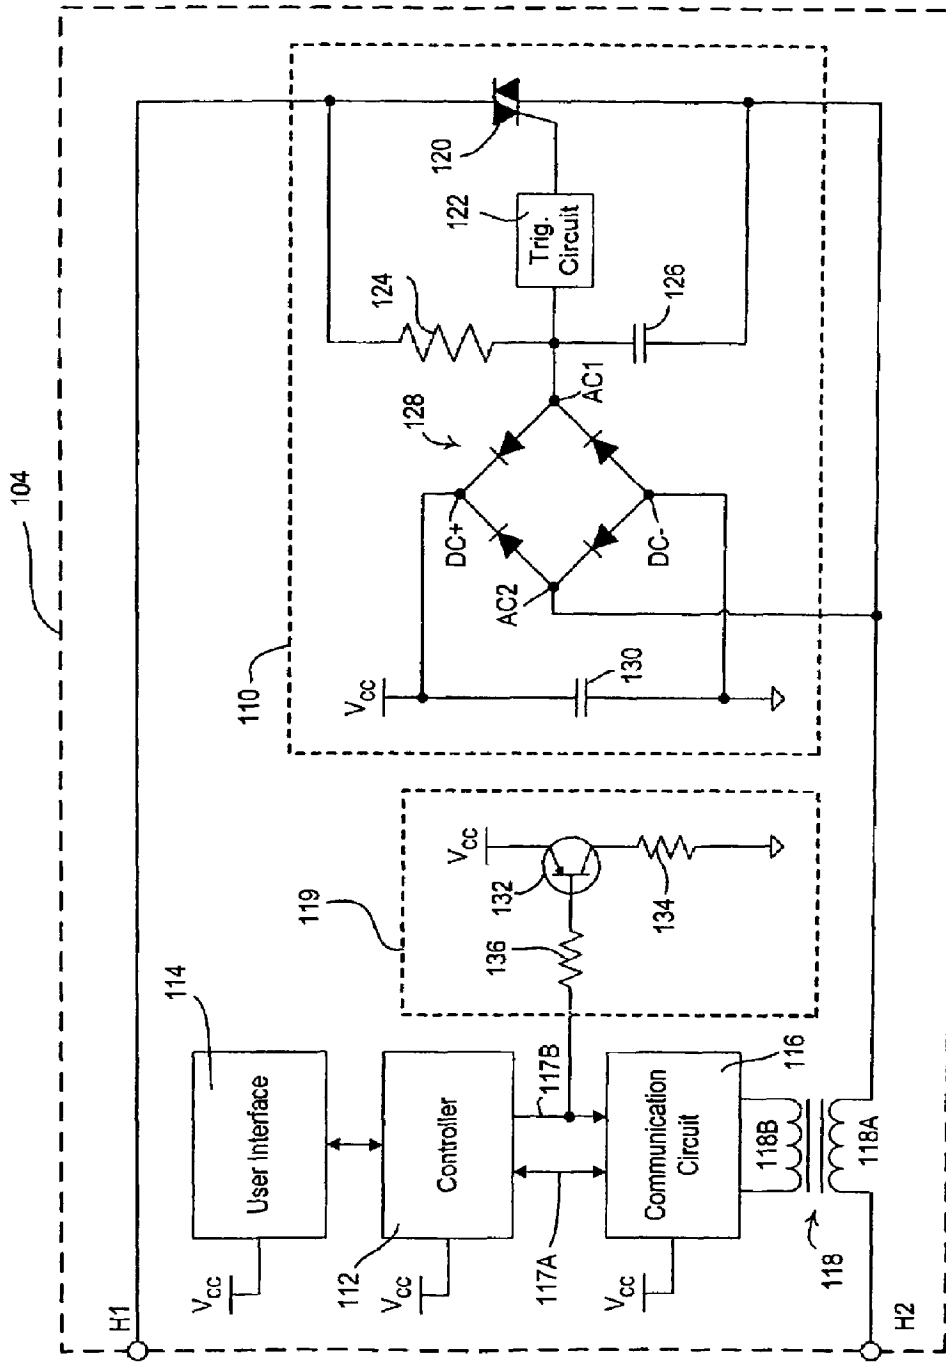 104
H1
110
120
122
Trig.
Circuit
124
126
128
AC1
DC+
DC-
AC2
VCC
130
119
VCC
132
134
136
114
User Interface
VCC
112
Controller
VCC
117B
117A
116
Communication
Circuit
VCC
118B
118A
118
H2